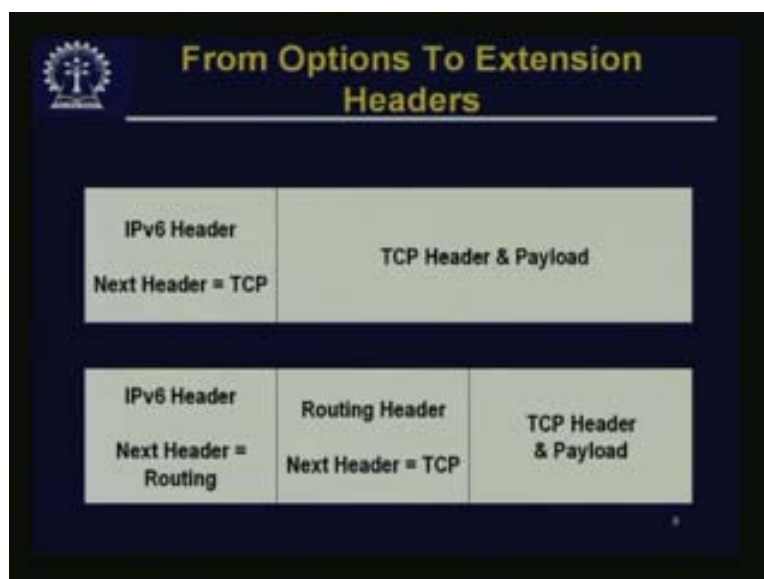 From Options To Extension
Headers
IPv6 Header
Next Header = TCP
TCP Header & Payload
IPv6 Header
Next Header =
Routing
Routing Header
Next Header = TCP
TCP Header
& Payload